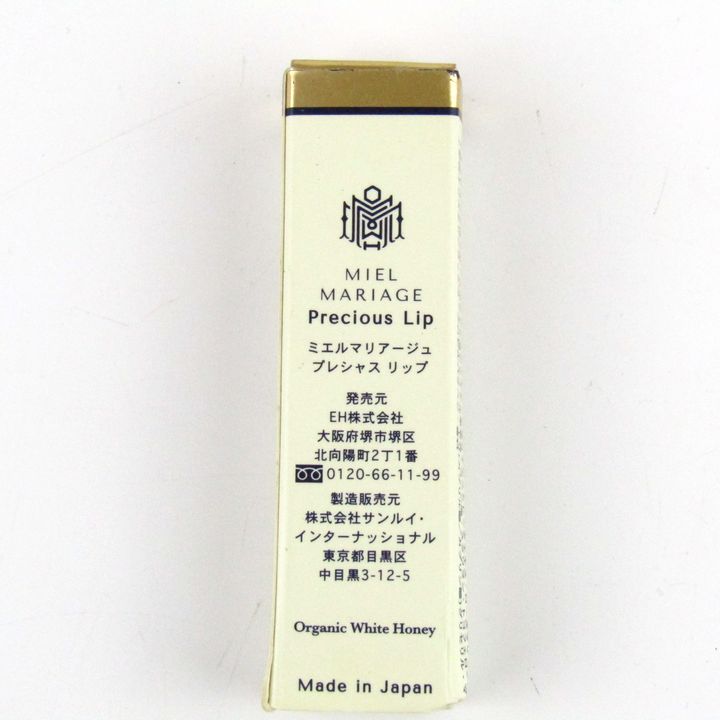 MIEL
MARIAGE
Precious Lip
ミエルマリアージュ
プレシャス リップ
発売元
EH株式会社
大阪府堺市堺区
北向陽町2丁1番
0120-66-11-99
製造販売元
株式会社サンルイ・
インターナッショナル
東京都目黒区
中目黒3-12-5
Organic White Honey
Made in Japan